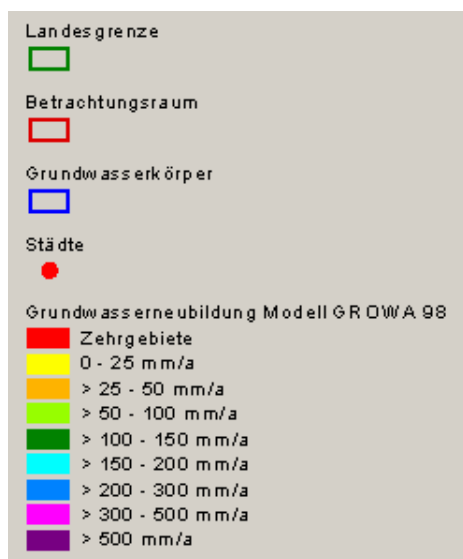 Landesgrenze
Betrachtungsraum
Grundwasserkörper
Städte
Grundwasserneubildung Modell GROWA 98
Zehrgebiete
0 - 25 mm/a
> 25 - 50 mm/a
> 50 - 100 mm/a
> 100 - 150 mm/a
> 150 - 200 mm/a
> 200 - 300 mm/a
> 300 - 500 mm/a
> 500 mm/a